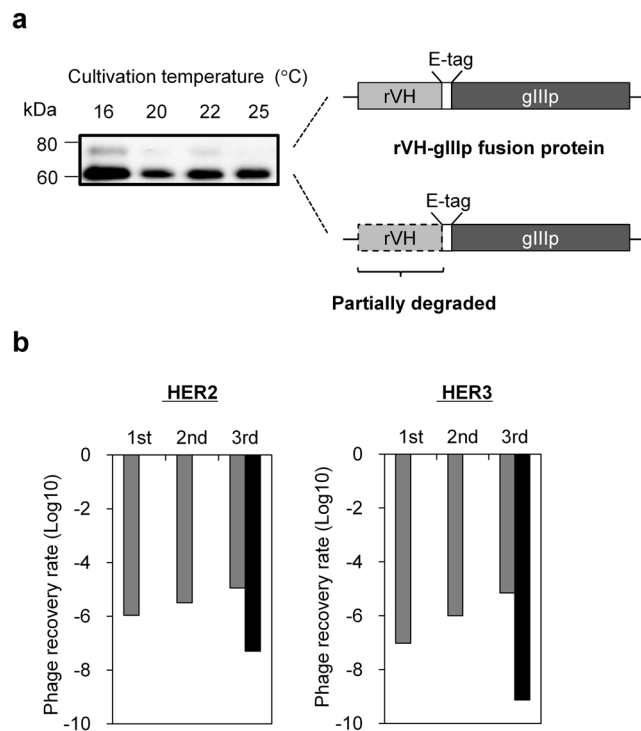 a
Cultivation temperature (°C)
kDa 16 20 22 25
80
60
E-tag
rVH gIIIp
rVH-gIIIp fusion protein
E-tag
rVH gIIIp
Partially degraded
b
HER2
1st 2nd 3rd
0
-2
-4
-6
-8
-10
Phage recovery rate (Log10)
HER3
1st 2nd 3rd
0
-2
-4
-6
-8
-10
Phage recovery rate (Log10)